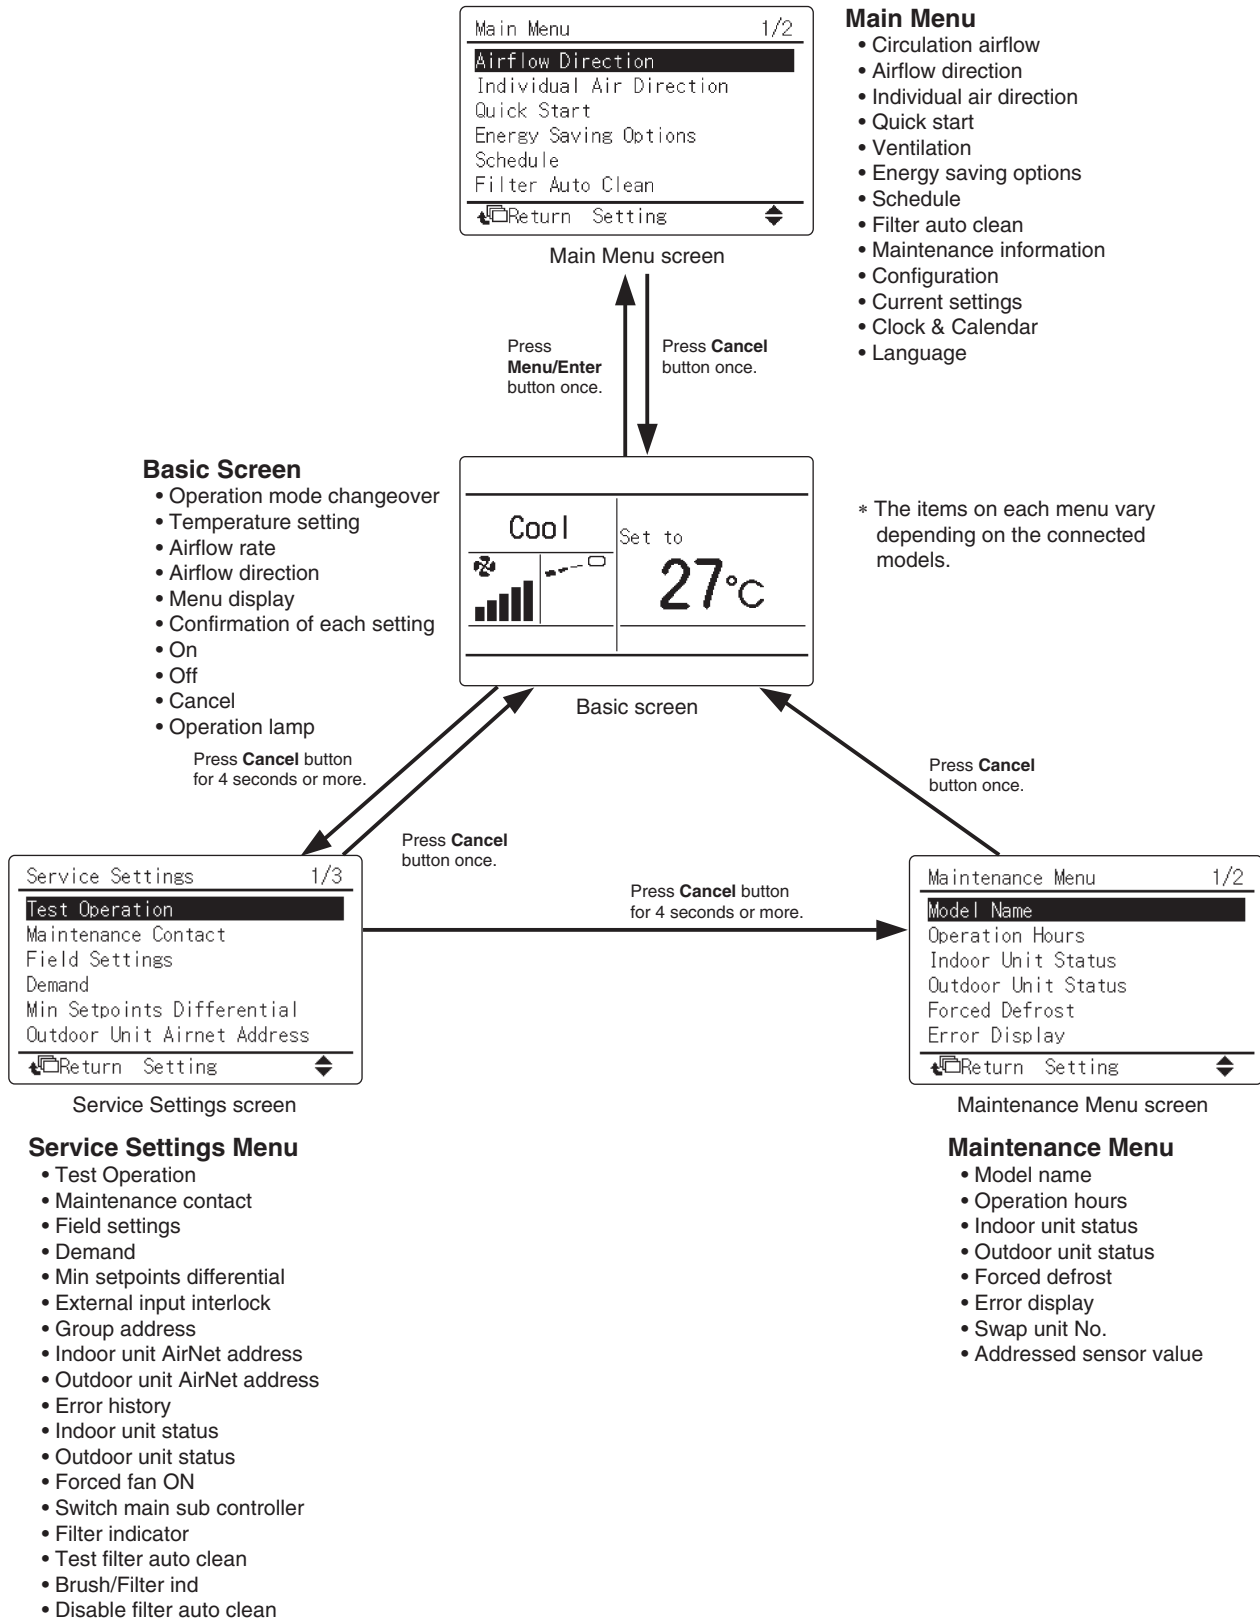 Main Menu 1/2
Airflow Direction
Individual Air Direction
Quick Start
Energy Saving Options
Schedule
Filter Auto Clean
Return Setting
Main Menu screen
Main Menu
• Circulation airflow
• Airflow direction
• Individual air direction
• Quick start
• Ventilation
• Energy saving options
• Schedule
• Filter auto clean
• Maintenance information
• Configuration
• Current settings
• Clock & Calendar
• Language
Press
Menu/Enter
button once.
Press Cancel
button once.
Basic Screen
• Operation mode changeover
• Temperature setting
• Airflow rate
• Airflow direction
• Menu display
• Confirmation of each setting
• On
• Off
• Cancel
• Operation lamp
Cool
Set to
27°C
Basic screen
* The items on each menu vary
depending on the connected
models.
Press Cancel button
for 4 seconds or more.
Press Cancel
button once.
Press Cancel
button once.
Press Cancel button
for 4 seconds or more.
Service Settings 1/3
Test Operation
Maintenance Contact
Field Settings
Demand
Min Setpoints Differential
Outdoor Unit Airnet Address
Return Setting
Service Settings screen
Maintenance Menu 1/2
Model Name
Operation Hours
Indoor Unit Status
Outdoor Unit Status
Forced Defrost
Error Display
Return Setting
Maintenance Menu screen
Service Settings Menu
• Test Operation
• Maintenance contact
• Field settings
• Demand
• Min setpoints differential
• External input interlock
• Group address
• Indoor unit AirNet address
• Outdoor unit AirNet address
• Error history
• Indoor unit status
• Outdoor unit status
• Forced fan ON
• Switch main sub controller
• Filter indicator
• Test filter auto clean
• Brush/Filter ind
• Disable filter auto clean
Maintenance Menu
• Model name
• Operation hours
• Indoor unit status
• Outdoor unit status
• Forced defrost
• Error display
• Swap unit No.
• Addressed sensor value